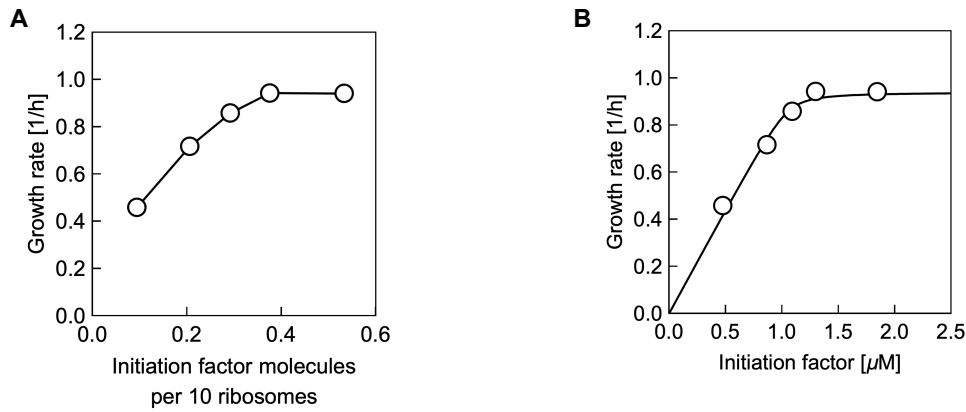 A
Growth rate [1/h]
1.2
1.0
0.8
0.6
0.4
0.2
0.0
0.0 0.2 0.4 0.6
Initiation factor molecules
per 10 ribosomes
B
Growth rate [1/h]
1.2
1.0
0.8
0.6
0.4
0.2
0.0
0.0 0.5 1.0 1.5 2.0 2.5
Initiation factor [µM]